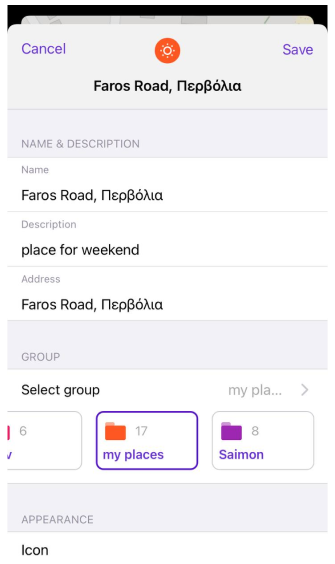 Cancel
Save
Faros Road, Περβόλια
NAME & DESCRIPTION
Name
Faros Road, Περβόλια
Description
place for weekend
Address
Faros Road, Περβόλια
GROUP
Select group
my pla...
6
17
8
v
my places
Saimon
APPEARANCE
Icon